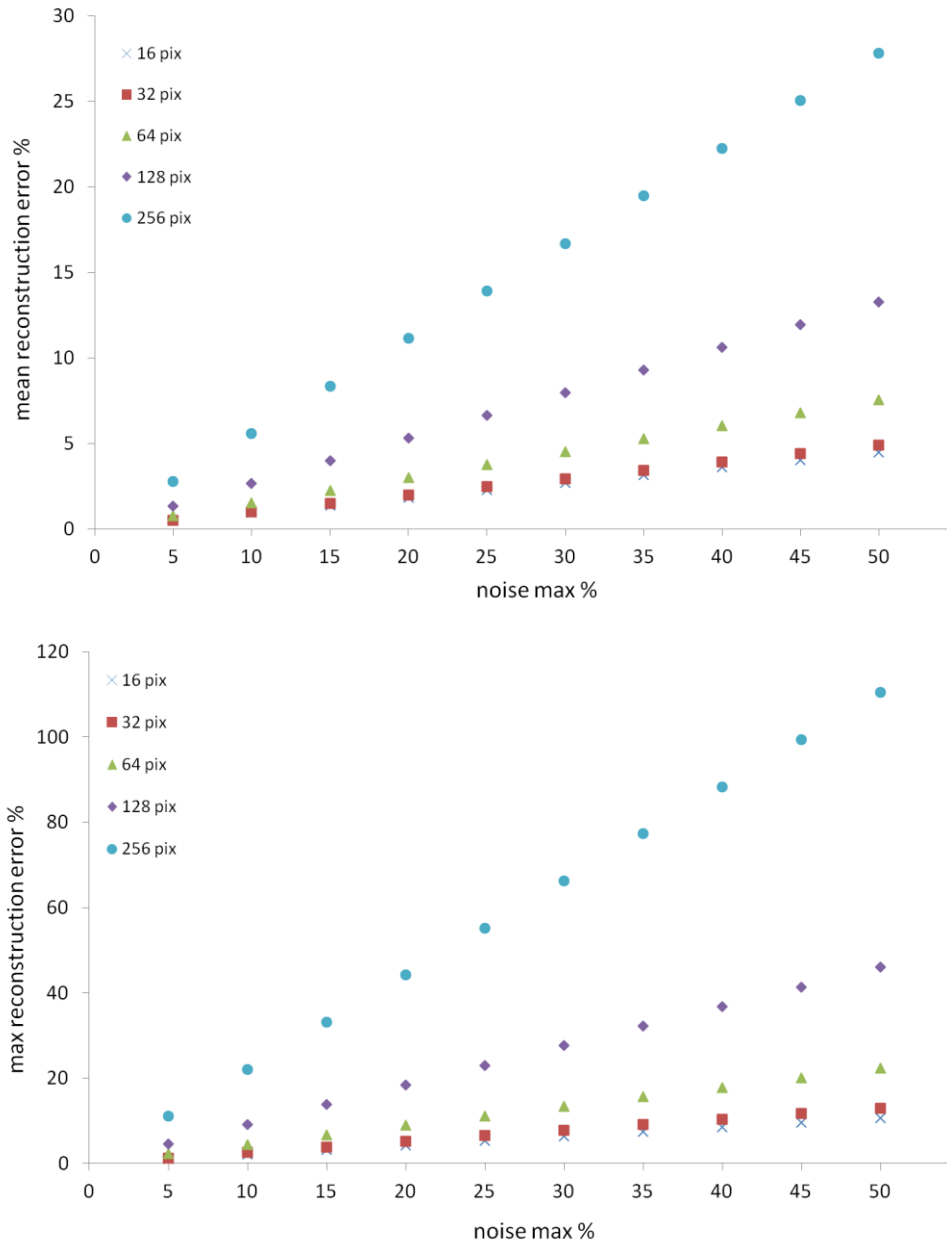 30
25
20
15
10
5
0
mean reconstruction error %
16 pix
32 pix
64 pix
128 pix
256 pix
0 5 10 15 20 25 30 35 40 45 50
noise max %
120
100
80
60
40
20
0
max reconstruction error %
16 pix
32 pix
64 pix
128 pix
256 pix
0 5 10 15 20 25 30 35 40 45 50
noise max %